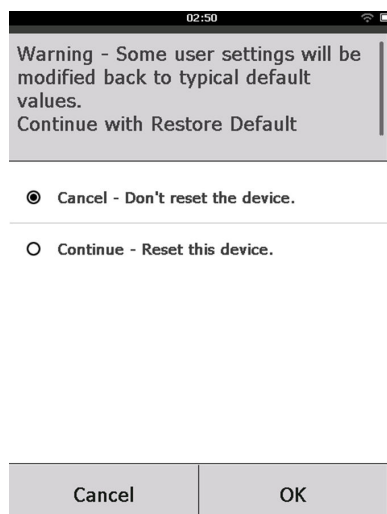 02:50
Warning - Some user settings will be
modified back to typical default
values.
Continue with Restore Default
Cancel - Don't reset the device.
Continue - Reset this device.
Cancel
OK